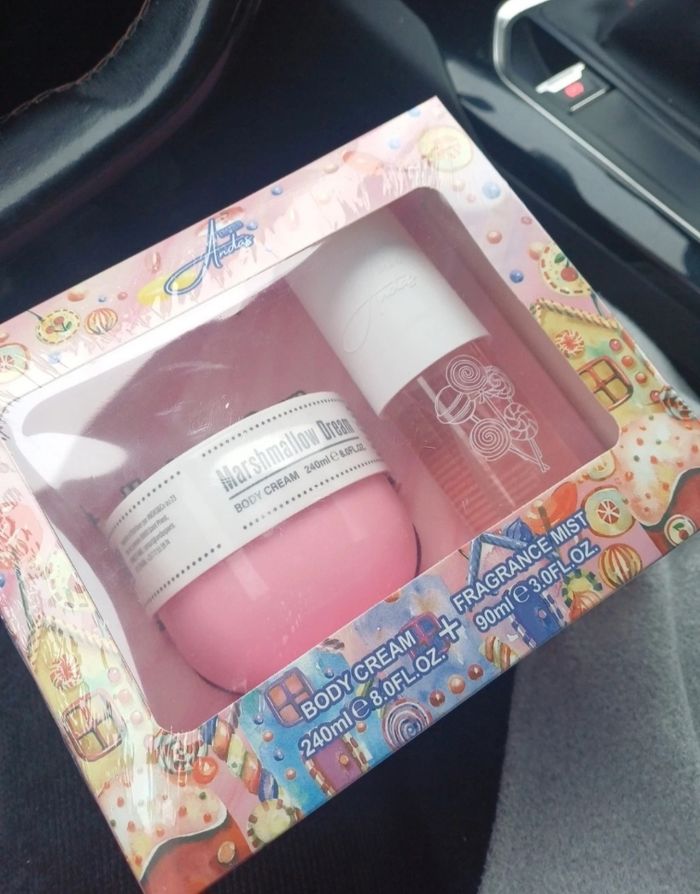 Andas
Marshmallow Dream
BODY CREAM 240ml e 8.0FL.OZ.
BODY CREAM
240ml e 8.0FL.OZ.
+
FRAGRANCE MIST
90ml e 3.0FL.OZ.